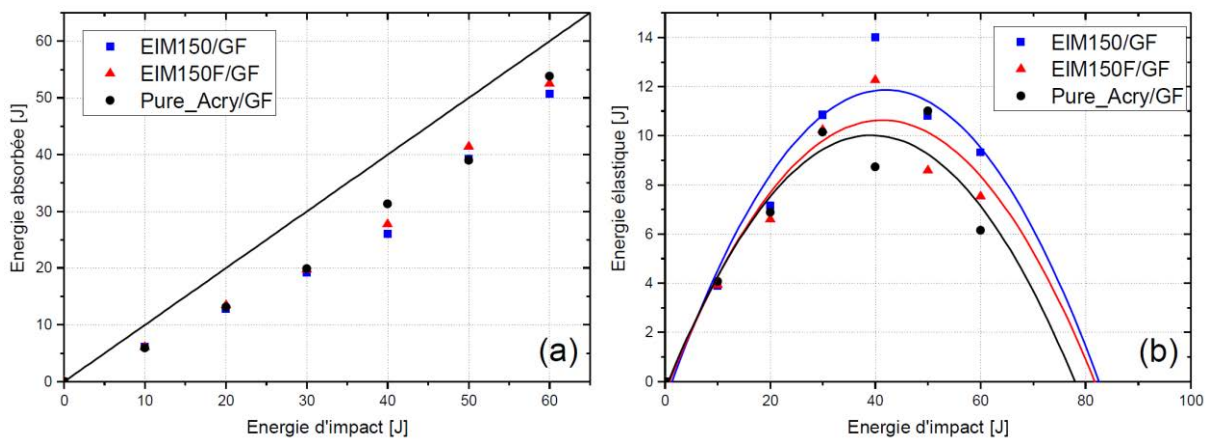 60
50
40
30
20
10
0
Energie absorbée [J]
EIM150/GF
EIM150F/GF
Pure_Acry/GF
(a)
0 10 20 30 40 50 60
Energie d'impact [J]
14
12
10
8
6
4
2
0
Energie élastique [J]
EIM150/GF
EIM150F/GF
Pure_Acry/GF
(b)
0 20 40 60 80 100
Energie d'impact [J]